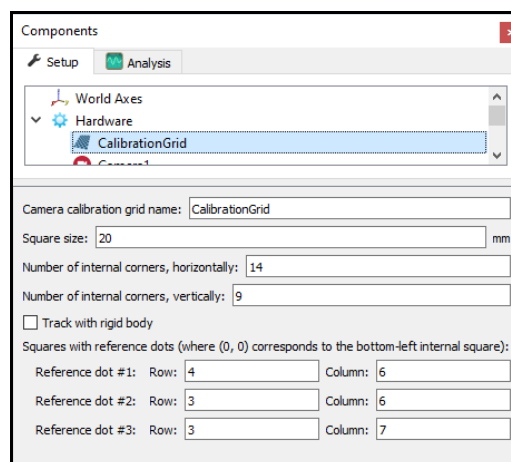 Components
Setup Analysis
World Axes
Hardware
CalibrationGrid
Camera1
Camera calibration grid name: CalibrationGrid
Square size: 20 mm
Number of internal corners, horizontally: 14
Number of internal corners, vertically: 9
Track with rigid body
Squares with reference dots (where (0, 0) corresponds to the bottom-left internal square):
Reference dot #1: Row: 4 Column: 6
Reference dot #2: Row: 3 Column: 6
Reference dot #3: Row: 3 Column: 7